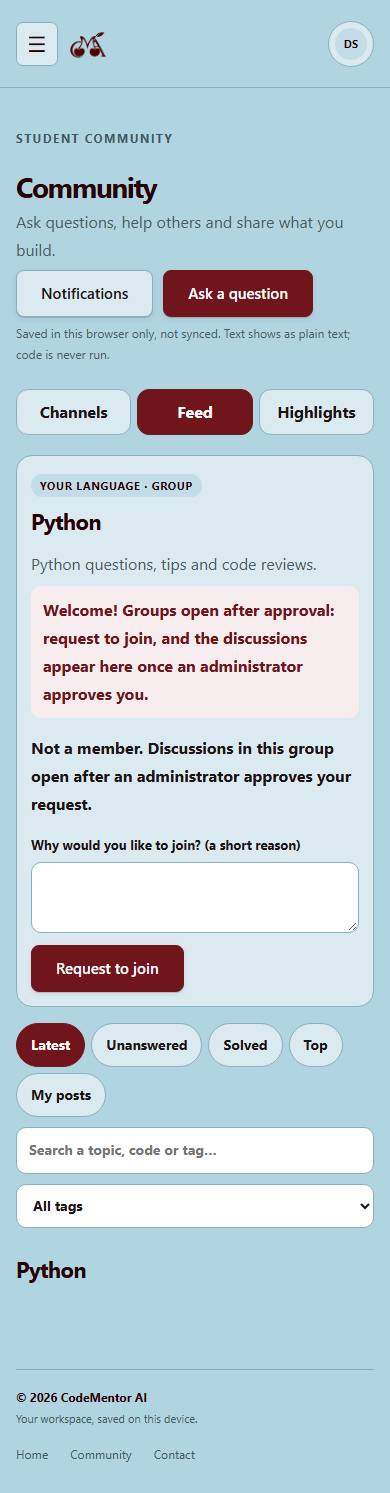 ☰
DS
STUDENT COMMUNITY
Community
Ask questions, help others and share what you
build.
Notifications
Ask a question
Saved in this browser only, not synced. Text shows as plain text;
code is never run.
Channels
Feed
Highlights
YOUR LANGUAGE · GROUP
Python
Python questions, tips and code reviews.
Welcome! Groups open after approval:
request to join, and the discussions
appear here once an administrator
approves you.
Not a member. Discussions in this group
open after an administrator approves your
request.
Why would you like to join? (a short reason)
Request to join
Latest
Unanswered
Solved
Top
My posts
Search a topic, code or tag...
All tags
Python
© 2026 CodeMentor AI
Your workspace, saved on this device.
Home
Community
Contact